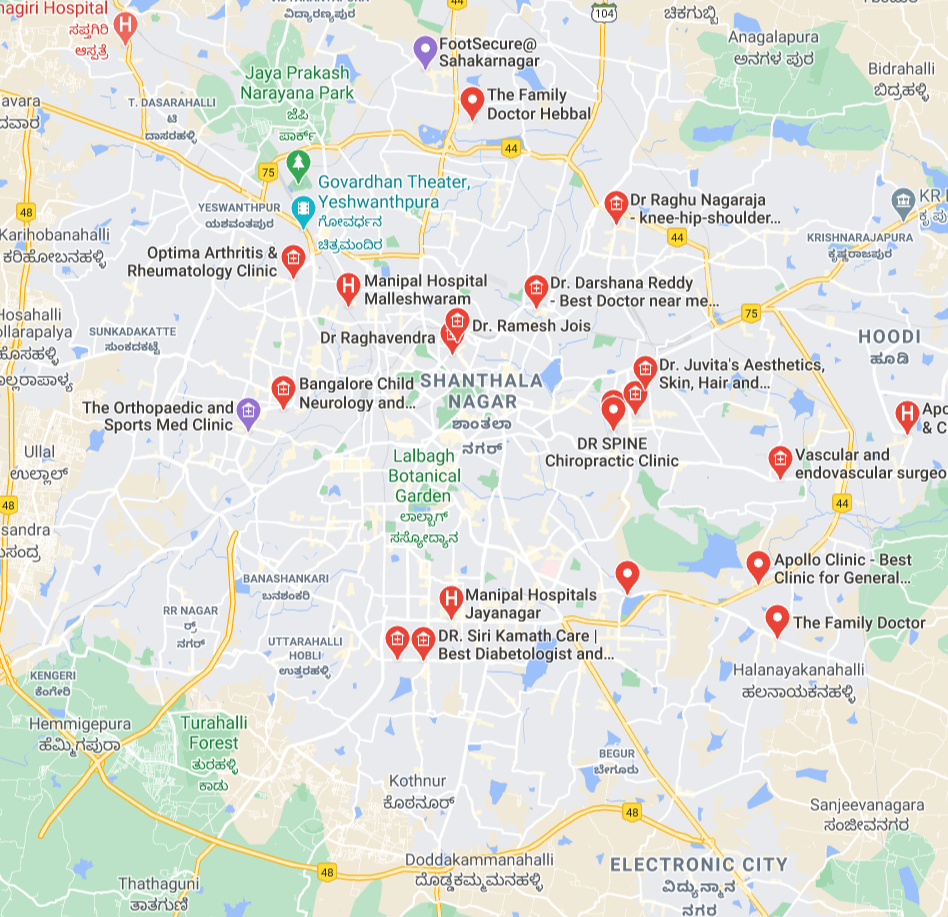 nagiri Hospital
ಸಪ್ತಗಿರಿ
ಆಸ್ಪತ್ರೆ
ವಿದ್ಯಾರಣ್ಯಪುರ
44
104
ಚಿಕಗುಬ್ಬಿ
FootSecure@
Sahakarnagar
Anagalapura
ಅನಗಳ ಪುರ
Bidrahalli
ಬಿದ್ರಹಳ್ಳಿ
Jaya Prakash
Narayana Park
ಜೆಪಿ
ಪಾರ್ಕ್
The Family
Doctor Hebbal
avara
ದವಾರ
T. DASARAHALLI
ಟಿ
ದಾಸರಹಳ್ಳಿ
44
75
Govardhan Theater,
Yeshwanthpura
ಗೋವರ್ಧನ
ಚಿತ್ರಮಂದಿರ
48
YESWANTHPUR
ಯಶವಂತಪುರ
Dr Raghu Nagaraja
- knee-hip-shoulder...
KR
Karihobanahalli
ಕರಿಹೋಬನಹಳ್ಳಿ
44
KRISHNARAJAPURA
ಕೃಷ್ಣರಾಜಪುರ
Optima Arthritis &
Rheumatology Clinic
Manipal Hospital
Malleshwaram
Dr. Darshana Reddy
- Best Doctor near me...
75
Hosahalli
ollarapalya
ಹೊಸಹಳ್ಳಿ
ಲ್ಲರಾಪಾಳ್ಯ
SUNKADAKATTE
ಸುಂಕದಕಟ್ಟೆ
Dr Raghavendra
Dr. Ramesh Jois
HOODI
ಹೂಡಿ
SHANTHALA
NAGAR
ಶಾಂತಲಾ
ನಗರ್
Dr. Juvita's Aesthetics,
Skin, Hair and...
Bangalore Child
Neurology and...
The Orthopaedic and
Sports Med Clinic
Apo
& C
DR SPINE
Chiropractic Clinic
Ullal
ಉಲ್ಲಾಲ್
Lalbagh
Botanical
Garden
ಲಾಲ್ಬಾಗ್
ಸಸ್ಯೋದ್ಯಾನ
Vascular and
endovascular surgeo
48
44
sandra
ಸಂದ್ರ
BANASHANKARI
ಬನಶಂಕರಿ
Apollo Clinic - Best
Clinic for General...
RR NAGAR
ರ್‍ರ್
ನಗರ್
Manipal Hospitals
Jayanagar
The Family Doctor
UTTARAHALLI
HOBLI
ಉತ್ತರಹಳ್ಳಿ
DR. Siri Kamath Care |
Best Diabetologist and...
Halanayakanahalli
ಹಲನಾಯಕನಹಳ್ಳಿ
KENGERI
ಕೆಂಗೇರಿ
Hemmigepura
ಹೆಮ್ಮಿಗೆಪುರಾ
Turahalli
Forest
ತುರಹಳ್ಳಿ
ಕಾಡು
BEGUR
ಬೇಗೂರು
Kothnur
ಕೊಠನೂರ್
48
Sanjeevanagara
ಸಂಜೀವನಗರ
Doddakammanahalli
ದೊಡ್ಡಕಮ್ಮಮನಹಳ್ಳಿ
48
ELECTRONIC CITY
ವಿದ್ಯುನ್ಮಾನ
ನಗರ
Thathaguni
ತಾತಗುಣಿ